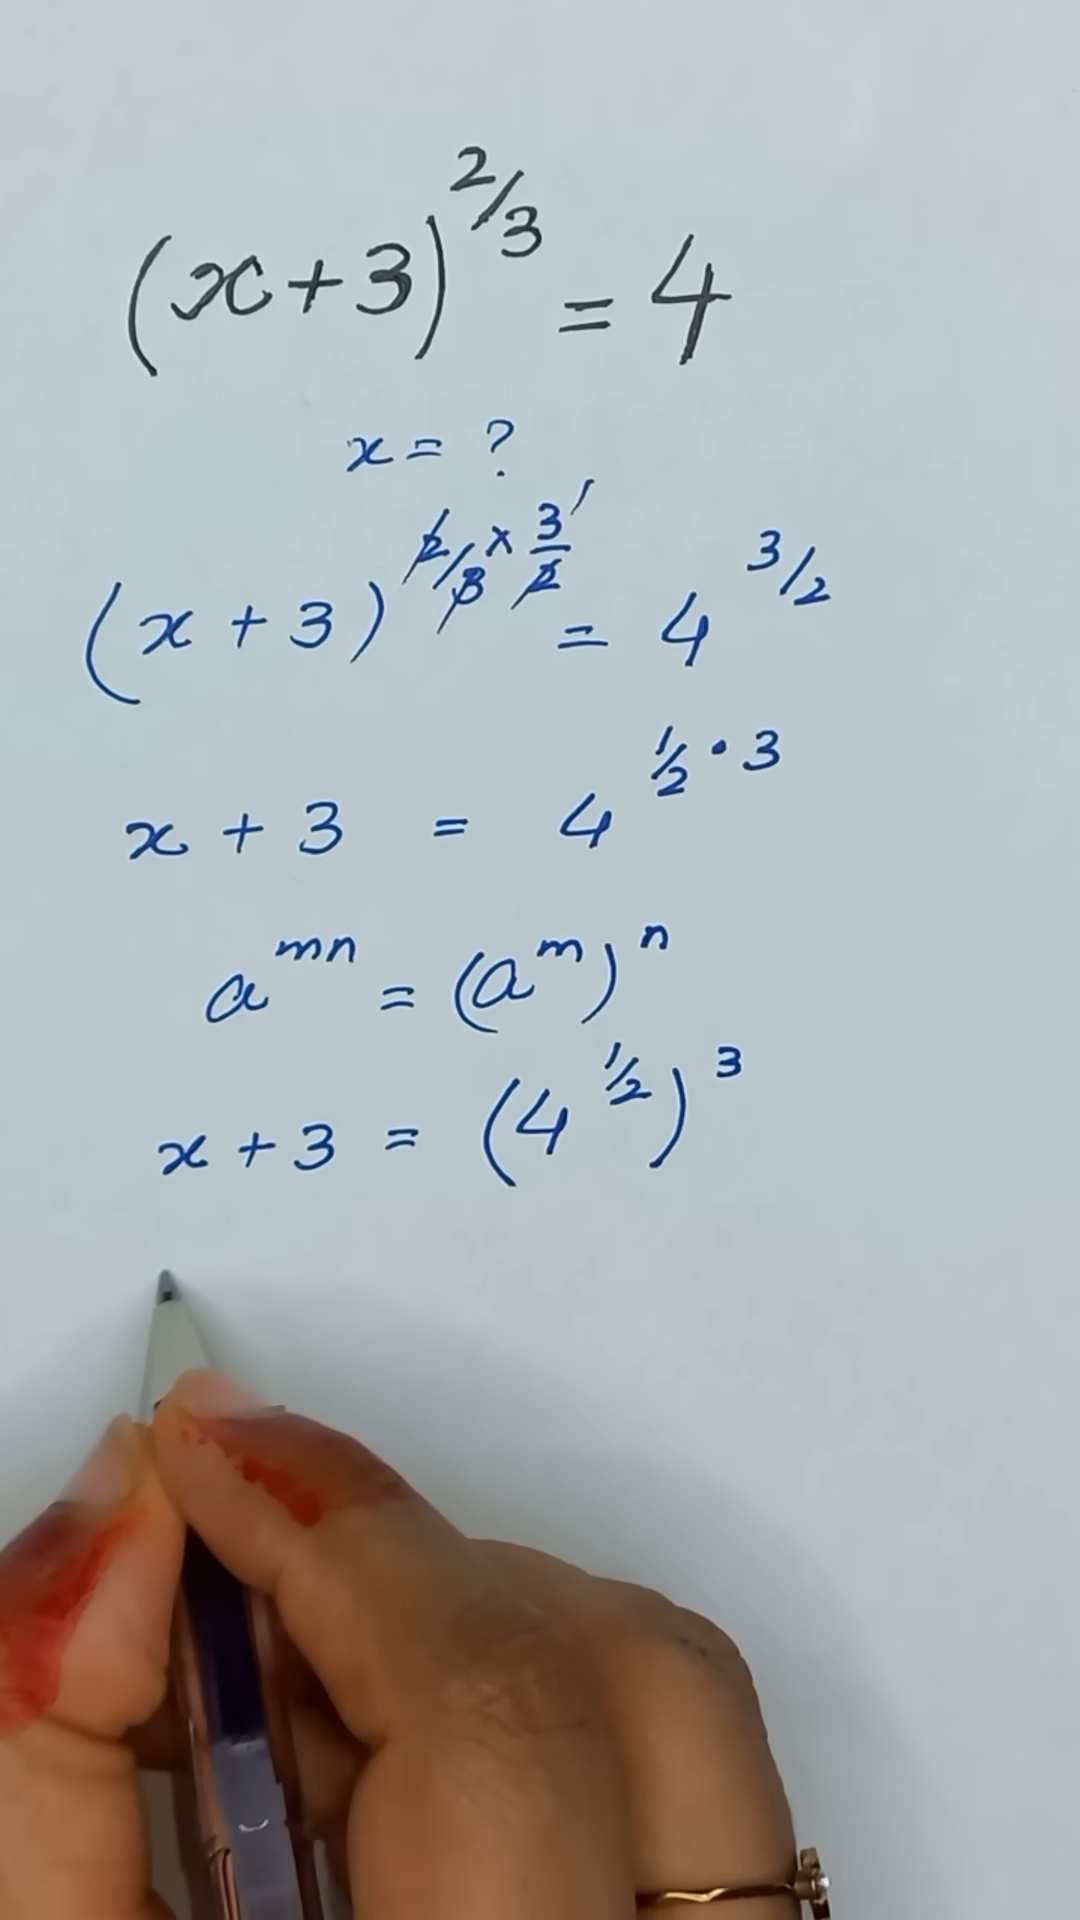 (x+3)^{2/3} = 4
x = ?
(x + 3)^{2/3 × 3/2} = 4^{3/2}
x + 3 = 4^{1/2 · 3}
a^{mn} = (a^m)^n
x + 3 = (4^{1/2})^3